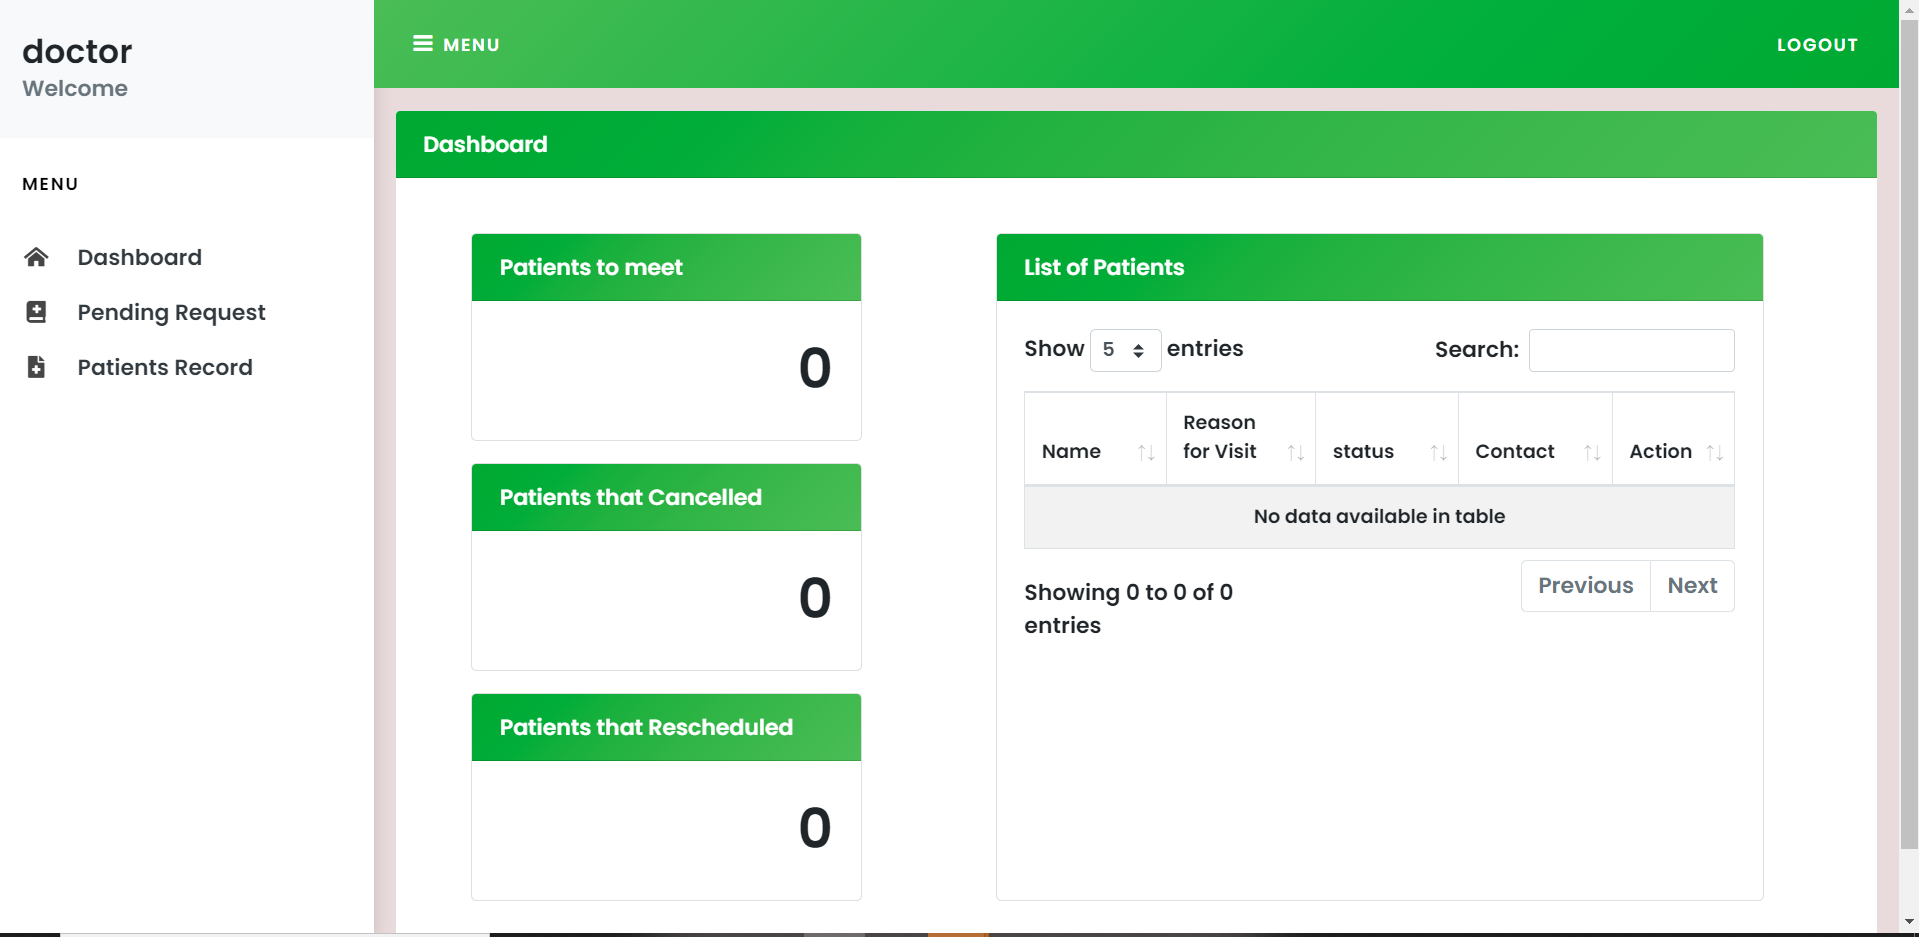 doctor
Welcome
MENU
Dashboard
Pending Request
Patients Record
MENU
LOGOUT
Dashboard
Patients to meet
0
Patients that Cancelled
0
Patients that Rescheduled
0
List of Patients
Show 5 entries
Search:
Name
Reason
for Visit
status
Contact
Action
No data available in table
Showing 0 to 0 of 0
entries
Previous
Next